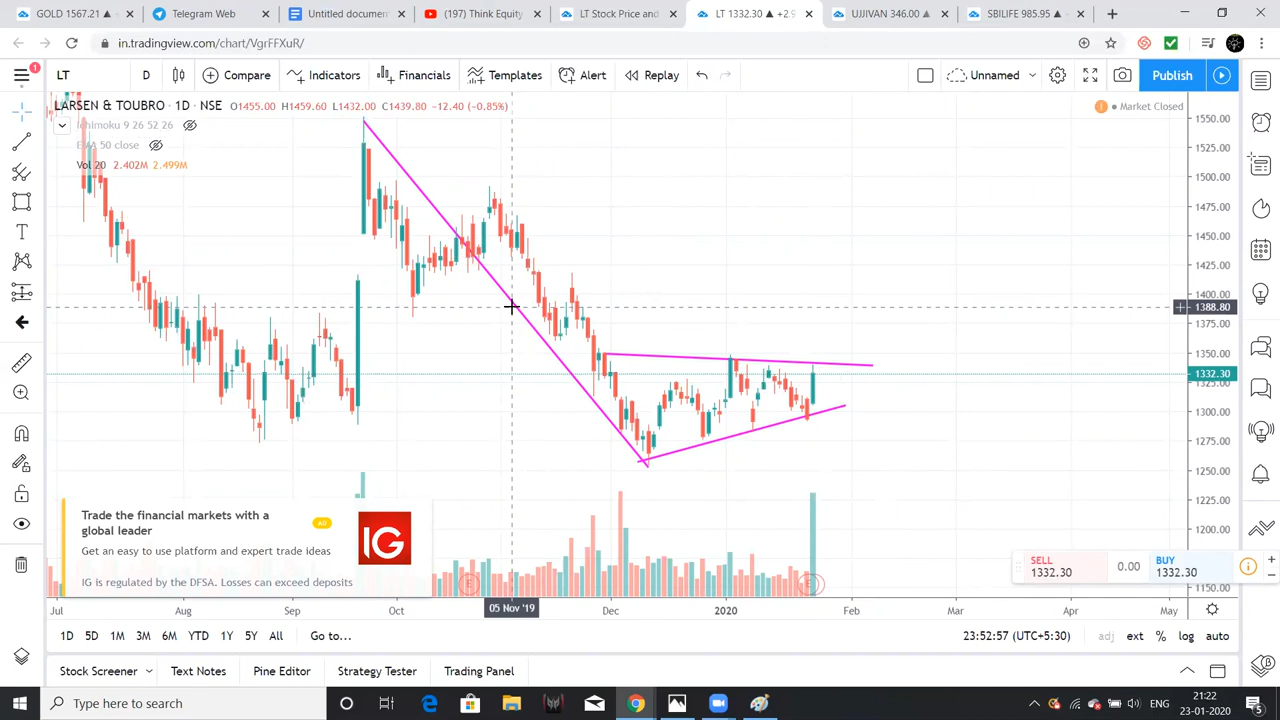 GOLD 1567.21 ▲
Telegram Web
Untitled documen
(197) Think Equity
LT Stock Price and
LT 1332.30 ▲ +2.9
UJJIVAN 346.00 ▲
SBILIFE 985.95 ▲
in.tradingview.com/chart/VgrFFXuR/
1
LT
D
Compare
Indicators
Financials
Templates
Alert
Replay
Unnamed
Publish
LARSEN & TOUBRO · 1D · NSE O1455.00 H1459.60 L1432.00 C1439.80 −12.40 (−0.85%)
Market Closed
Ichimoku 9 26 52 26
EMA 50 close
Vol 20 2.402M 2.499M
1550.00
1525.00
1500.00
1475.00
1450.00
1425.00
1400.00
1388.80
1375.00
1350.00
1332.30
1325.00
1300.00
1275.00
1250.00
1225.00
1200.00
1150.00
Trade the financial markets with a
global leader
AD
Get an easy to use platform and expert trade ideas
IG is regulated by the DFSA. Losses can exceed deposits
IG
SELL
1332.30
0.00
BUY
1332.30
E
Jul
Aug
Sep
Oct
05 Nov '19
Dec
2020
Feb
Mar
Apr
May
1D 5D 1M 3M 6M YTD 1Y 5Y All Go to...
23:52:57 (UTC+5:30)
adj ext % log auto
Stock Screener
Text Notes
Pine Editor
Strategy Tester
Trading Panel
Type here to search
ENG
21:22
23-01-2020
5